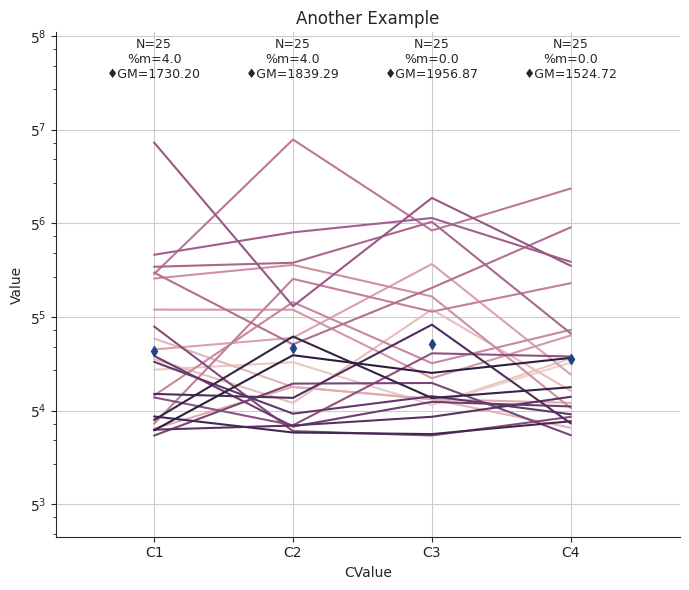 Another Example
N=25 N=25 N=25 N=25
%m=4.0 %m=4.0 %m=0.0 %m=0.0
♦GM=1730.20 ♦GM=1839.29 ♦GM=1956.87 ♦GM=1524.72
5⁸
5⁷
5⁶
5⁵
5⁴
5³
Value
C1 C2 C3 C4
CValue